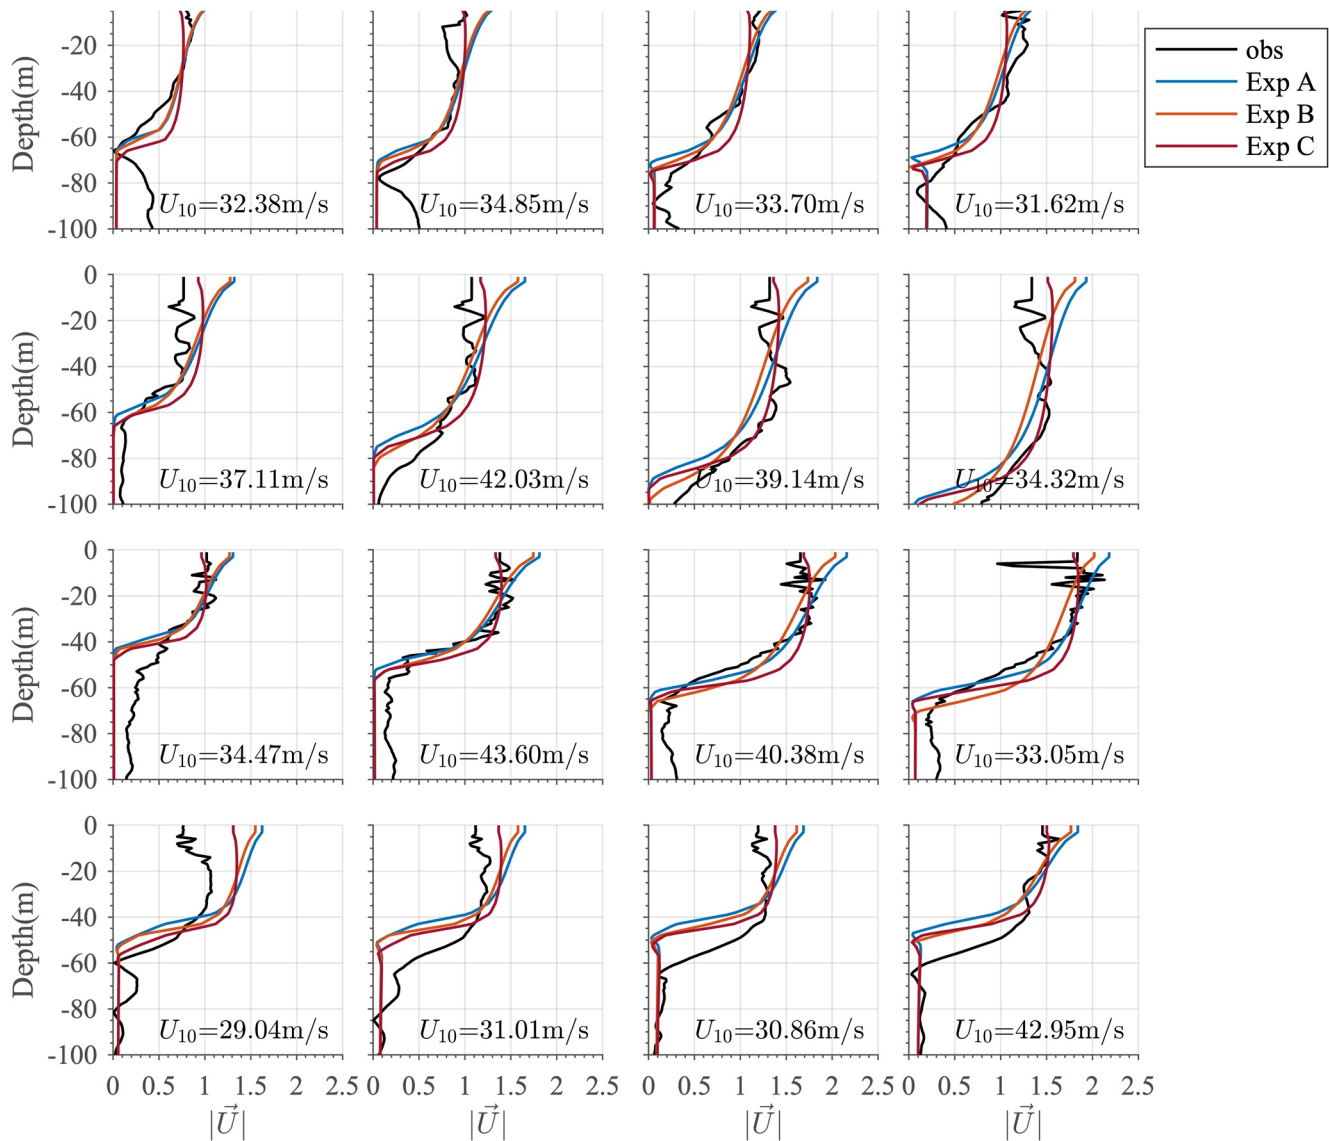 obs
Exp A
Exp B
Exp C
Depth(m)
-20
-40
-60
-80
-100
U10=32.38m/s
U10=34.85m/s
U10=33.70m/s
U10=31.62m/s
Depth(m)
0
-20
-40
-60
-80
-100
U10=37.11m/s
U10=42.03m/s
U10=39.14m/s
U10=34.32m/s
Depth(m)
0
-20
-40
-60
-80
-100
U10=34.47m/s
U10=43.60m/s
U10=40.38m/s
U10=33.05m/s
Depth(m)
0
-20
-40
-60
-80
-100
U10=29.04m/s
U10=31.01m/s
U10=30.86m/s
U10=42.95m/s
0 0.5 1 1.5 2 2.5
0 0.5 1 1.5 2 2.5
0 0.5 1 1.5 2 2.5
0 0.5 1 1.5 2 2.5
|U⃗|
|U⃗|
|U⃗|
|U⃗|